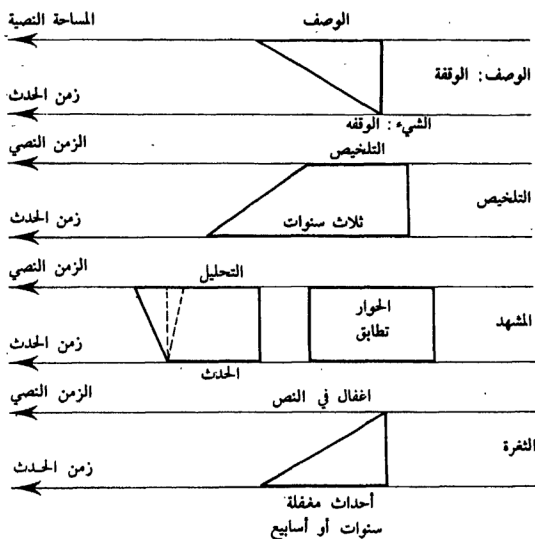 المساحة النصية
الوصف
الوصف : الوقفة
زمن الحدث
الشيء : الوقفه
الزمن النصي
التلخيص
التلخيص
ثلاث سنوات
زمن الحدث
الزمن النصي
التحليل
الحوار
تطابق
المشهد
زمن الحدث
الحدث
الزمن النصي
اغفال في النص
الثغرة
زمن الحدث
أحداث مغفلة
سنوات أو أسابيع